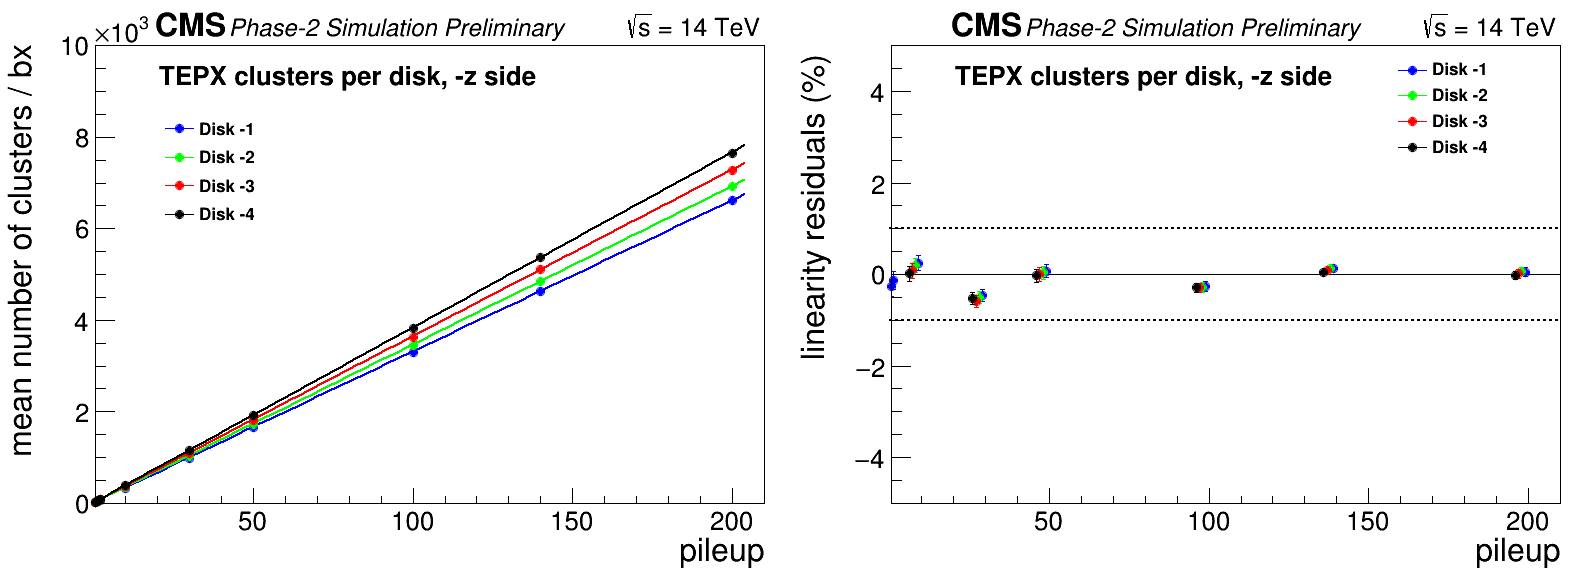 ×10³ CMS Phase-2 Simulation Preliminary √s = 14 TeV
TEPX clusters per disk, -z side
Disk -1
Disk -2
Disk -3
Disk -4
mean number of clusters / bx
10
8
6
4
2
0
50 100 150 200
pileup
CMS Phase-2 Simulation Preliminary √s = 14 TeV
TEPX clusters per disk, -z side
Disk -1
Disk -2
Disk -3
Disk -4
linearity residuals (%)
4
2
0
−2
−4
50 100 150 200
pileup